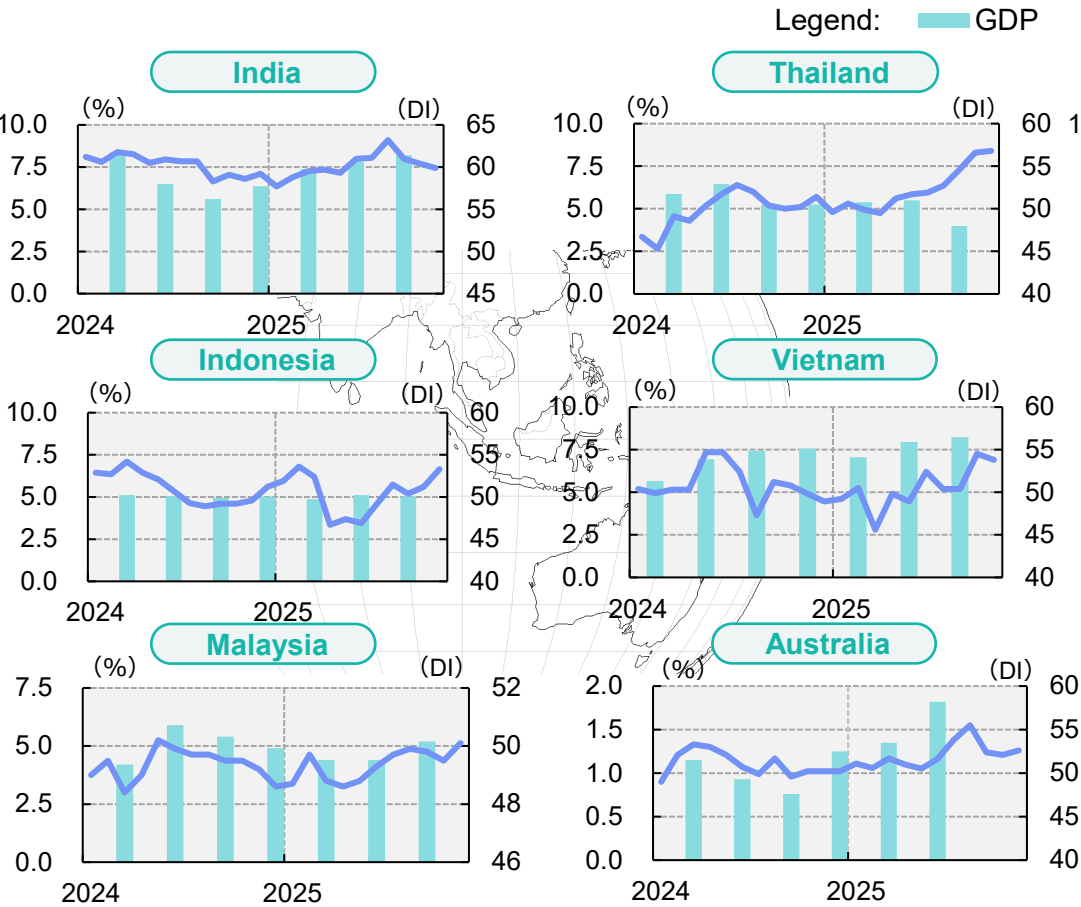 Legend: GDP
India
Thailand
(%) (DI) (%) (DI)
10.0 65 10.0 60 1
7.5 60 7.5 55
5.0 55 5.0 50
2.5 50 2.5 45
0.0 45 0.0 40
2024 2025 2024 2025
Indonesia
Vietnam
(%) (DI) (%) (DI)
10.0 60 10.0 60
7.5 55 7.5 55
5.0 50 5.0 50
2.5 45 2.5 45
0.0 40 0.0 40
2024 2025 2024 2025
Malaysia
Australia
(%) (DI) (%) (DI)
7.5 52 2.0 60
5.0 50 1.5 55
2.5 48 1.0 50
0.0 46 0.5 45
0.0 40
2024 2025 2024 2025